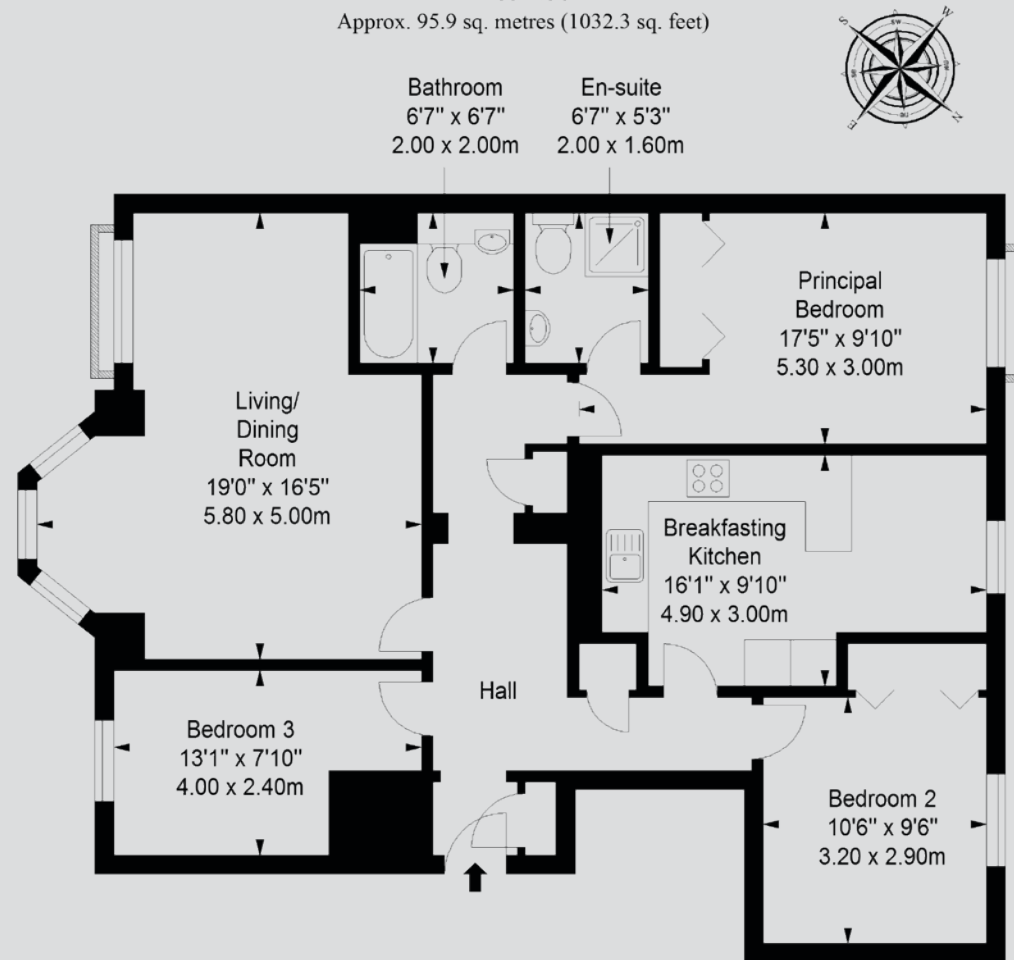 Approx. 95.9 sq. metres (1032.3 sq. feet)
S
W
E
N
Bathroom
6'7" x 6'7"
2.00 x 2.00m
En-suite
6'7" x 5'3"
2.00 x 1.60m
Principal
Bedroom
17'5" x 9'10"
5.30 x 3.00m
Living/
Dining
Room
19'0" x 16'5"
5.80 x 5.00m
Breakfasting
Kitchen
16'1" x 9'10"
4.90 x 3.00m
Hall
Bedroom 3
13'1" x 7'10"
4.00 x 2.40m
Bedroom 2
10'6" x 9'6"
3.20 x 2.90m